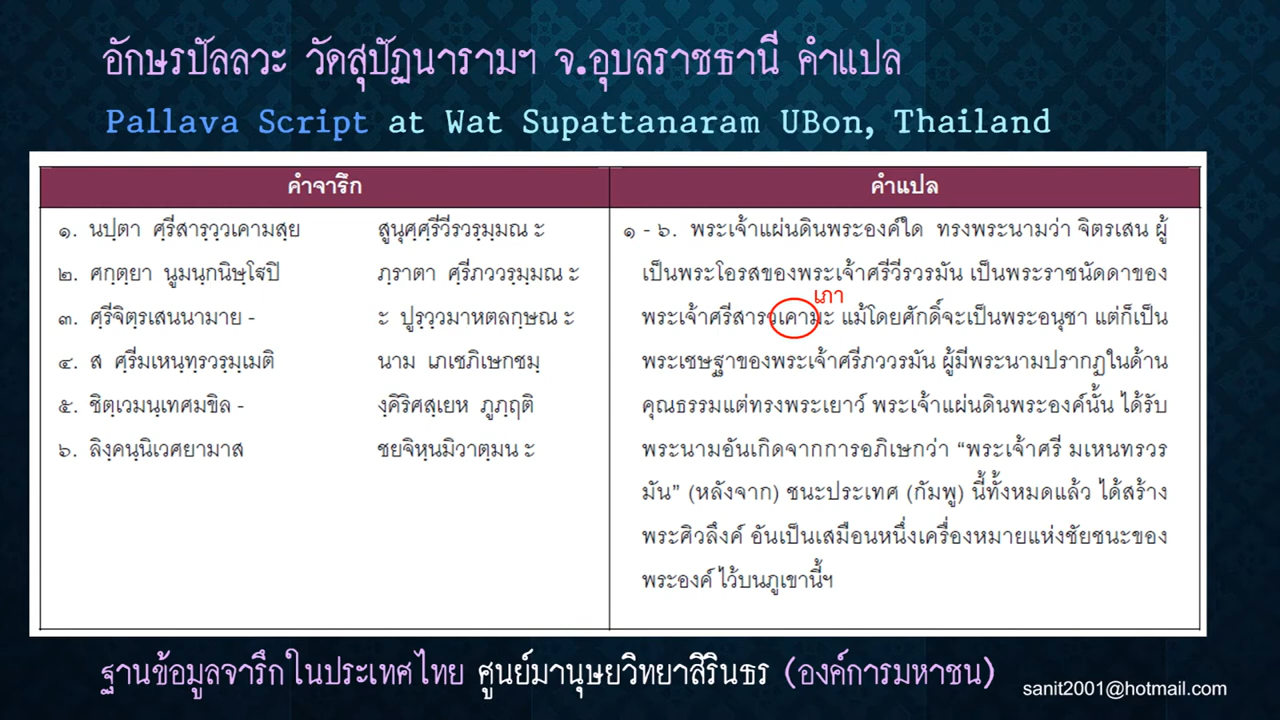 อักษรปัลลวะ วัดสุปัฏนารามฯ จ.อุบลราชธานี คำแปล
Pallava Script at Wat Supattanaram UBon, Thailand
คำจารึก คำแปล
๑. นปฺตา ศฺรีสารฺวฺวเคามสฺย สูนุศฺศฺรีวีรวรฺมฺมณ ะ
๒. ศกฺตฺยา นูมนฺกนิษฺโฐปิ ภฺราตา ศฺรีภววรฺมฺมณ ะ
๓. ศฺรีจิตฺรเสนนามาย - ะ ปูรฺวฺวมาหตลกฺษณ ะ
๔. ส ศฺรีมเหนฺทฺรวรฺมฺเมติ นาม เภเชภิเษกชมฺ
๕. ชิตฺเวมนฺเทศมขิล - งฺคิริศสฺเยห ภูภฺฤติ
๖. ลิงฺคนฺนิเวศยามาส ชยจิหฺนมิวาตฺมน ะ
๑ - ๖. พระเจ้าแผ่นดินพระองค์ใด ทรงพระนามว่า จิตรเสน ผู้
เป็นพระโอรสของพระเจ้าศรีวีรวรมัน เป็นพระราชนัดดาของ
เภา
พระเจ้าศรีสารวเคามะ แม้โดยศักดิ์จะเป็นพระอนุชา แต่ก็เป็น
พระเชษฐาของพระเจ้าศรีภววรมัน ผู้มีพระนามปรากฏในด้าน
คุณธรรมแต่ทรงพระเยาว์ พระเจ้าแผ่นดินพระองค์นั้น ได้รับ
พระนามอันเกิดจากการอภิเษกว่า “พระเจ้าศรี มเหนทรวร
มัน” (หลังจาก) ชนะประเทศ (กัมพู) นี้ทั้งหมดแล้ว ได้สร้าง
พระศิวลึงค์ อันเป็นเสมือนหนึ่งเครื่องหมายแห่งชัยชนะของ
พระองค์ ไว้บนภูเขานี้ฯ
ฐานข้อมูลจารึกในประเทศไทย ศูนย์มานุษยวิทยาสิรินธร (องค์การมหาชน)
sanit2001@hotmail.com